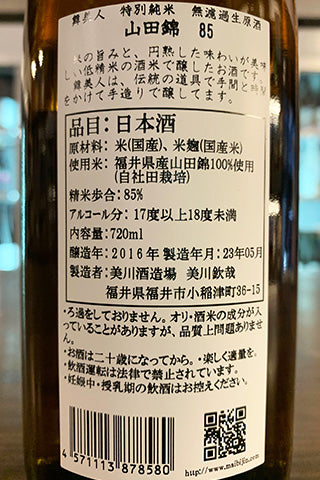 舞美人 特別純米 無濾過生原酒
山田錦 85
米の旨みと、円熟した味わいが美味
しい低精米の酒米で醸したお酒です。
舞美人は、伝統の道具で手間と時間
をかけて手造りで醸してます。
品目:日本酒
原材料: 米(国産)、米麹(国産米)
使用米: 福井県産山田錦100%使用
(自社田栽培)
精米歩合: 85%
アルコール分: 17度以上18度未満
内容量: 720ml
醸造年: 2016年 製造年月: 23年05月
製造者: 美川酒造場 美川欽哉
福井県福井市小稲津町36-15
・ろ過をしておりません。オリ・酒米の成分が入
っていることがありますが、品質上問題ありませ
ん。
・お酒は二十歳になってから。・楽しく適量を。
・飲酒運転は法律で禁止されています。
・妊娠中・授乳期の飲酒はお控えください。
4 571113 878580
http://www.maibijin.com/